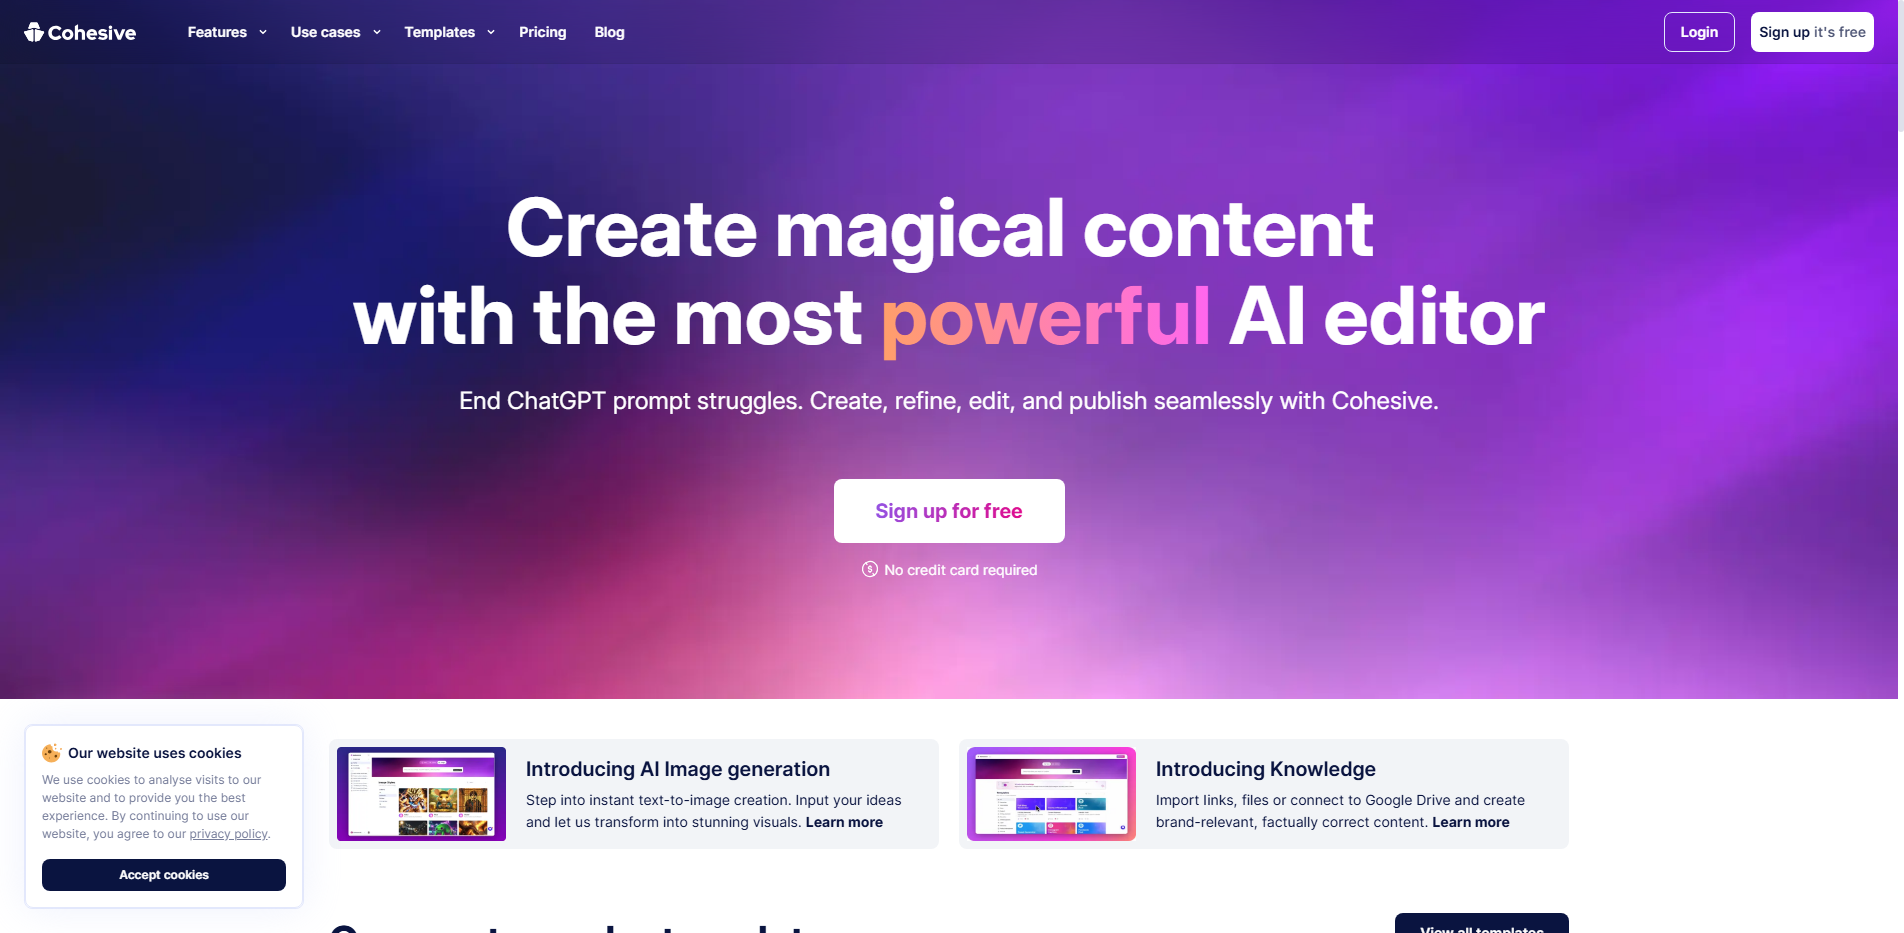 Cohesive
Features
Use cases
Templates
Pricing
Blog
Login
Sign up it's free
Create magical content
with the most powerful AI editor
End ChatGPT prompt struggles. Create, refine, edit, and publish seamlessly with Cohesive.
Sign up for free
No credit card required
Our website uses cookies
We use cookies to analyse visits to our
website and to provide you the best
experience. By continuing to use our
website, you agree to our privacy policy.
Accept cookies
Introducing AI Image generation
Step into instant text-to-image creation. Input your ideas
and let us transform into stunning visuals. Learn more
Introducing Knowledge
Import links, files or connect to Google Drive and create
brand-relevant, factually correct content. Learn more
View all templates